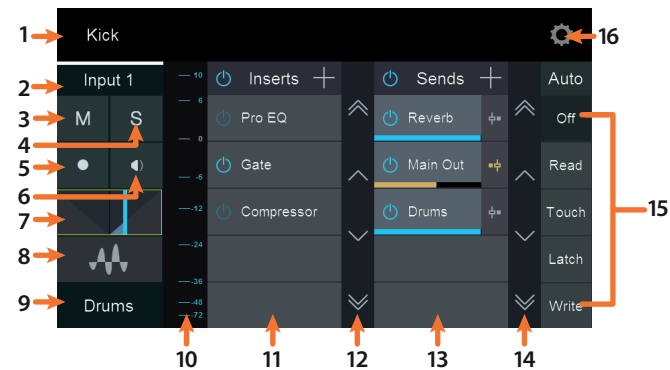 1 Kick 16
2 Input 1 10 Inserts Sends Auto
3 M S 6 Pro EQ Reverb Off
4 0
5 -6 Gate Main Out Read
6
7 -12 Compressor Drums Touch 15
8 -24 Latch
-36
9 Drums -48 Write
-72
10 11 12 13 14